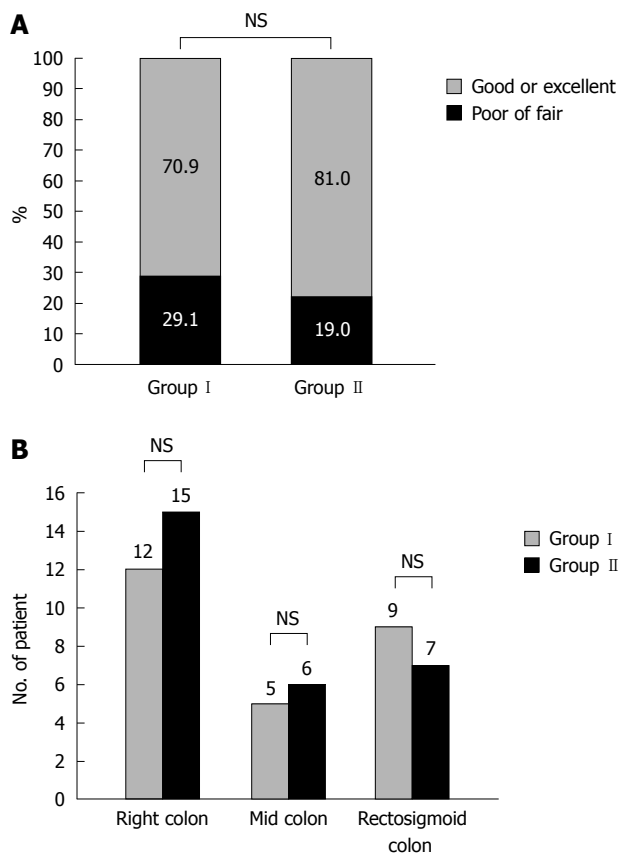 A
NS
100
90
80
70
60
50
40
30
20
10
0
%
70.9
81.0
29.1
19.0
Group Ⅰ
Group Ⅱ
Good or excellent
Poor of fair
B
NS
NS
NS
16
14
12
10
8
6
4
2
0
No. of patient
12
15
5
6
9
7
Right colon
Mid colon
Rectosigmoid
colon
Group Ⅰ
Group Ⅱ